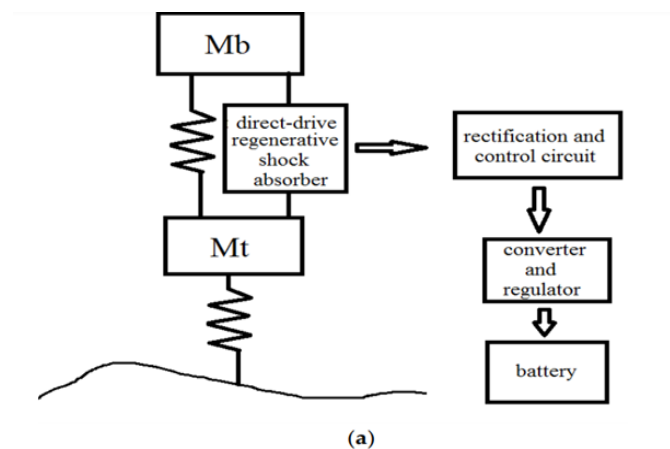 Mb
direct-drive
regenerative
shock
absorber
Mt
rectification and
control circuit
converter
and
regulator
battery
(a)